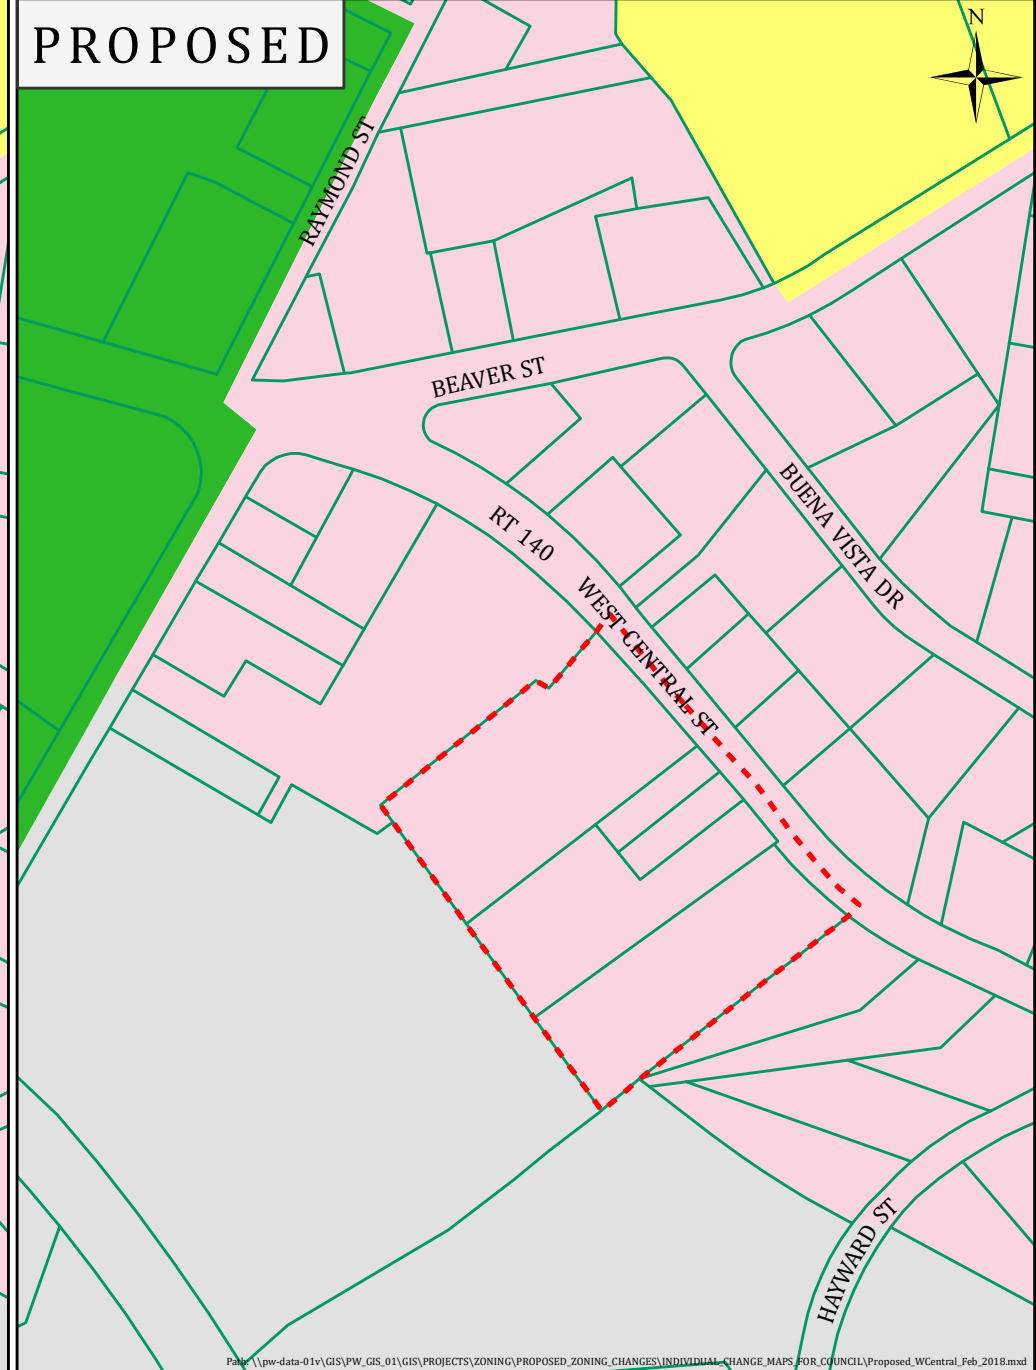 PROPOSED
N
RAYMOND ST
BEAVER ST
BUENA VISTA DR
RT 140
WEST CENTRAL ST
HAYWARD ST
Path: \\pw-data-01v\GIS\PW_GIS_01\GIS\PROJECTS\ZONING\PROPOSED_ZONING_CHANGES\INDIVIDUAL_CHANGE_MAPS_FOR_COUNCIL\Proposed_WCentral_Feb_2018.mxd